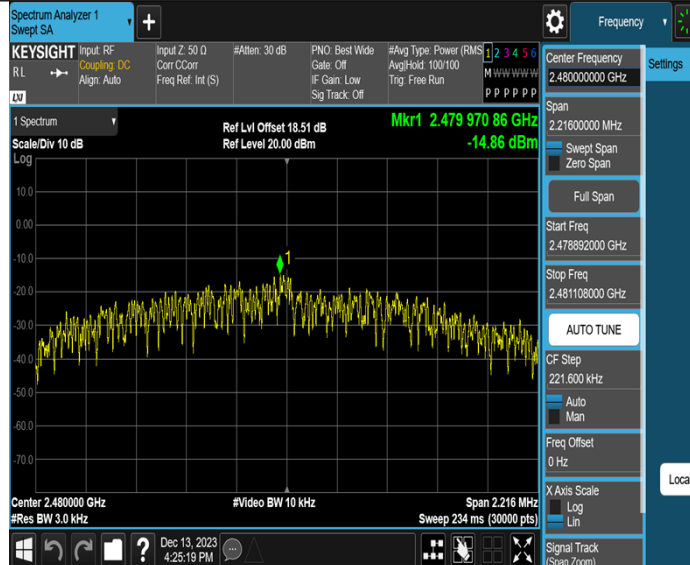 Spectrum Analyzer 1
Swept SA
Frequency
KEYSIGHT
RL
LXI
Input: RF
Coupling: DC
Align: Auto
Input Z: 50 Ω
Corr CCorr
Freq Ref: Int (S)
#Atten: 30 dB
PNO: Best Wide
Gate: Off
IF Gain: Low
Sig Track: Off
#Avg Type: Power (RMS
Avg|Hold: 100/100
Trig: Free Run
1 2 3 4 5 6
M W W W W W
P P P P P P
1 Spectrum
Scale/Div 10 dB
Ref Lvl Offset 18.51 dB
Ref Level 20.00 dBm
Mkr1 2.479 970 86 GHz
-14.86 dBm
Log
10.0
0.00
-10.0
-20.0
-30.0
-40.0
-50.0
-60.0
-70.0
1
Center 2.480000 GHz
#Res BW 3.0 kHz
#Video BW 10 kHz
Span 2.216 MHz
Sweep 234 ms (30000 pts)
Dec 13, 2023
4:25:19 PM
Center Frequency
2.480000000 GHz
Span
2.21600000 MHz
Swept Span
Zero Span
Full Span
Start Freq
2.478892000 GHz
Stop Freq
2.481108000 GHz
AUTO TUNE
CF Step
221.600 kHz
Auto
Man
Freq Offset
0 Hz
X Axis Scale
Log
Lin
Signal Track
(Span Zoom)
Settings
Loca